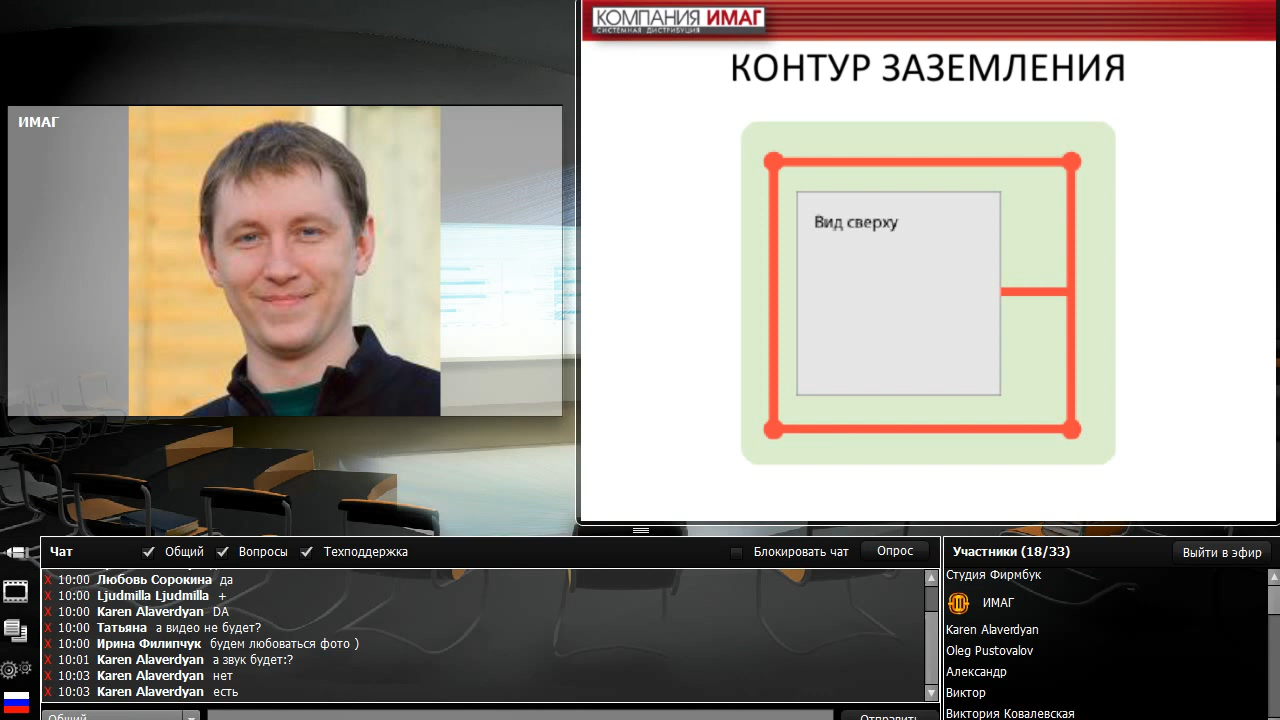 КОМПАНИЯ ИМАГ
СИСТЕМНАЯ ДИСТРИБУЦИЯ
КОНТУР ЗАЗЕМЛЕНИЯ
ИМАГ
Вид сверху
Чат Общий Вопросы Техподдержка Блокировать чат Опрос
X 10:00 Любовь Сорокина да
X 10:00 Ljudmilla Ljudmilla +
X 10:00 Karen Alaverdyan DA
X 10:00 Татьяна а видео не будет?
X 10:00 Ирина Филипчук будем любоваться фото )
X 10:01 Karen Alaverdyan а звук будет:?
X 10:03 Karen Alaverdyan нет
X 10:03 Karen Alaverdyan есть
Общий Отправить
Участники (18/33) Выйти в эфир
Студия Фирмбук
ИМАГ
Karen Alaverdyan
Oleg Pustovalov
Александр
Виктор
Виктория Ковалевская